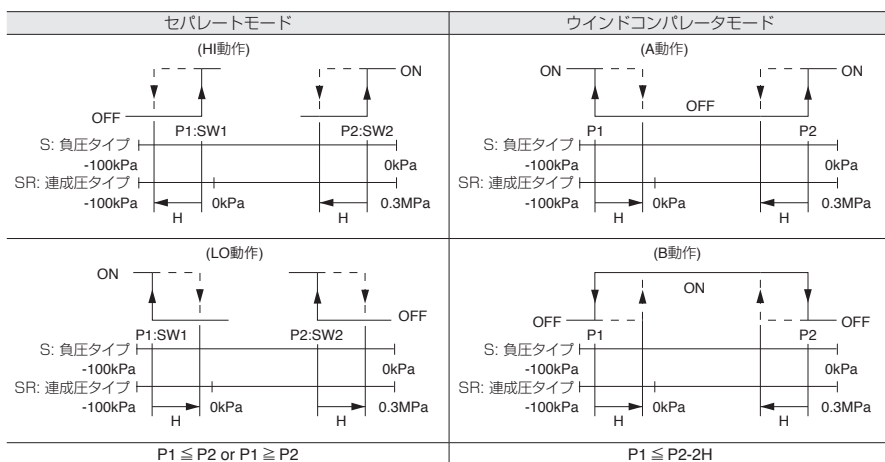 セパレートモード
(HI動作)
ON
OFF
P1:SW1 P2:SW2
S: 負圧タイプ
-100kPa 0kPa
SR: 連成圧タイプ
-100kPa 0kPa 0.3MPa
H H
(LO動作)
ON
OFF
P1:SW1 P2:SW2
S: 負圧タイプ
-100kPa 0kPa
SR: 連成圧タイプ
-100kPa 0kPa 0.3MPa
H H
P1 ≦ P2 or P1 ≧ P2
ウインドコンパレータモード
(A動作)
ON ON
OFF
P1 P2
S: 負圧タイプ
-100kPa 0kPa
SR: 連成圧タイプ
-100kPa 0kPa 0.3MPa
H H
(B動作)
ON
OFF OFF
P1 P2
S: 負圧タイプ
-100kPa 0kPa
SR: 連成圧タイプ
-100kPa 0kPa 0.3MPa
H H
P1 ≦ P2-2H